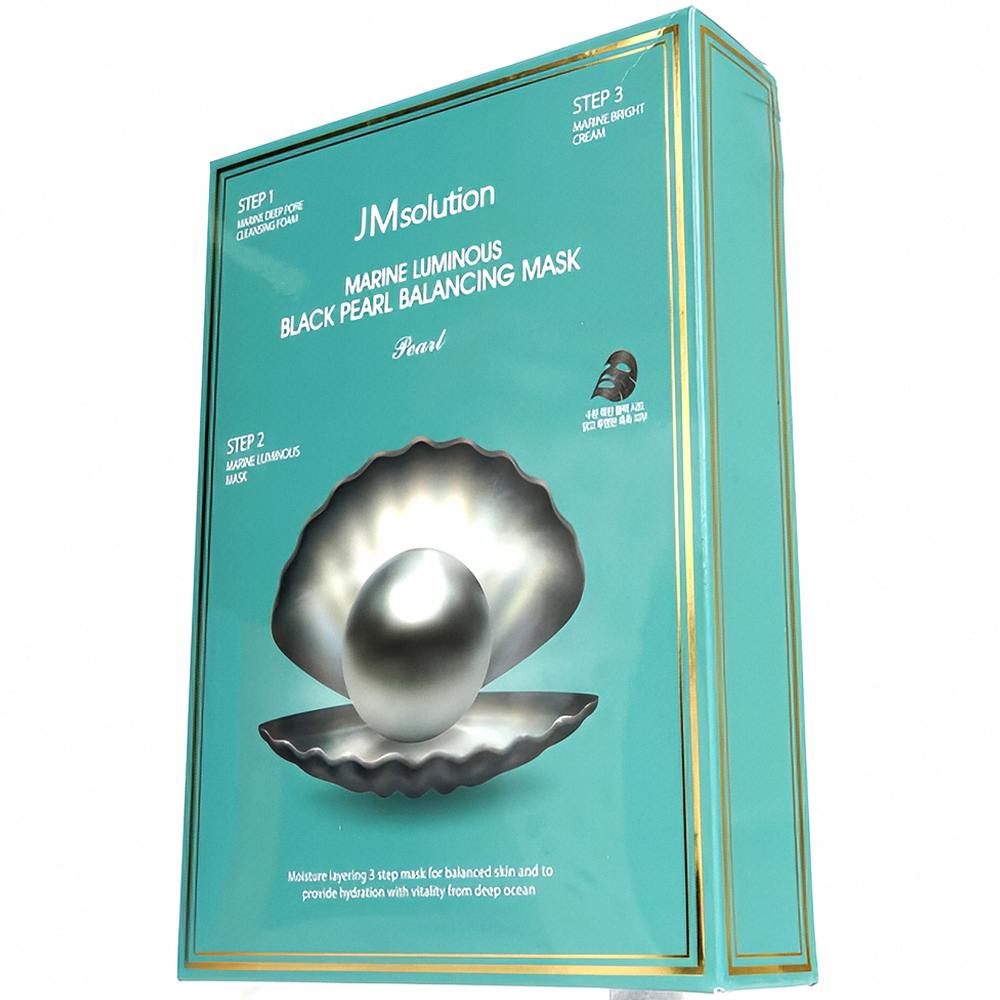 STEP 3
MARINE BRIGHT
CREAM
STEP 1
MARINE DEEP PORE
CLEANSING FOAM
JMsolution
MARINE LUMINOUS
BLACK PEARL BALANCING MASK
Pearl
STEP 2
MARINE LUMINOUS
MASK
Moisture layering 3 step mask for balanced skin and to
provide hydration with vitality from deep ocean